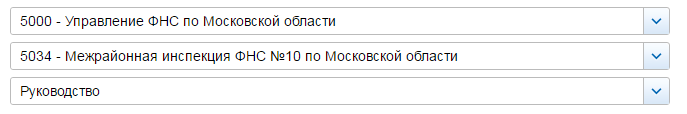 5000 - Управление ФНС по Московской области
5034 - Межрайонная инспекция ФНС №10 по Московской области
Руководство